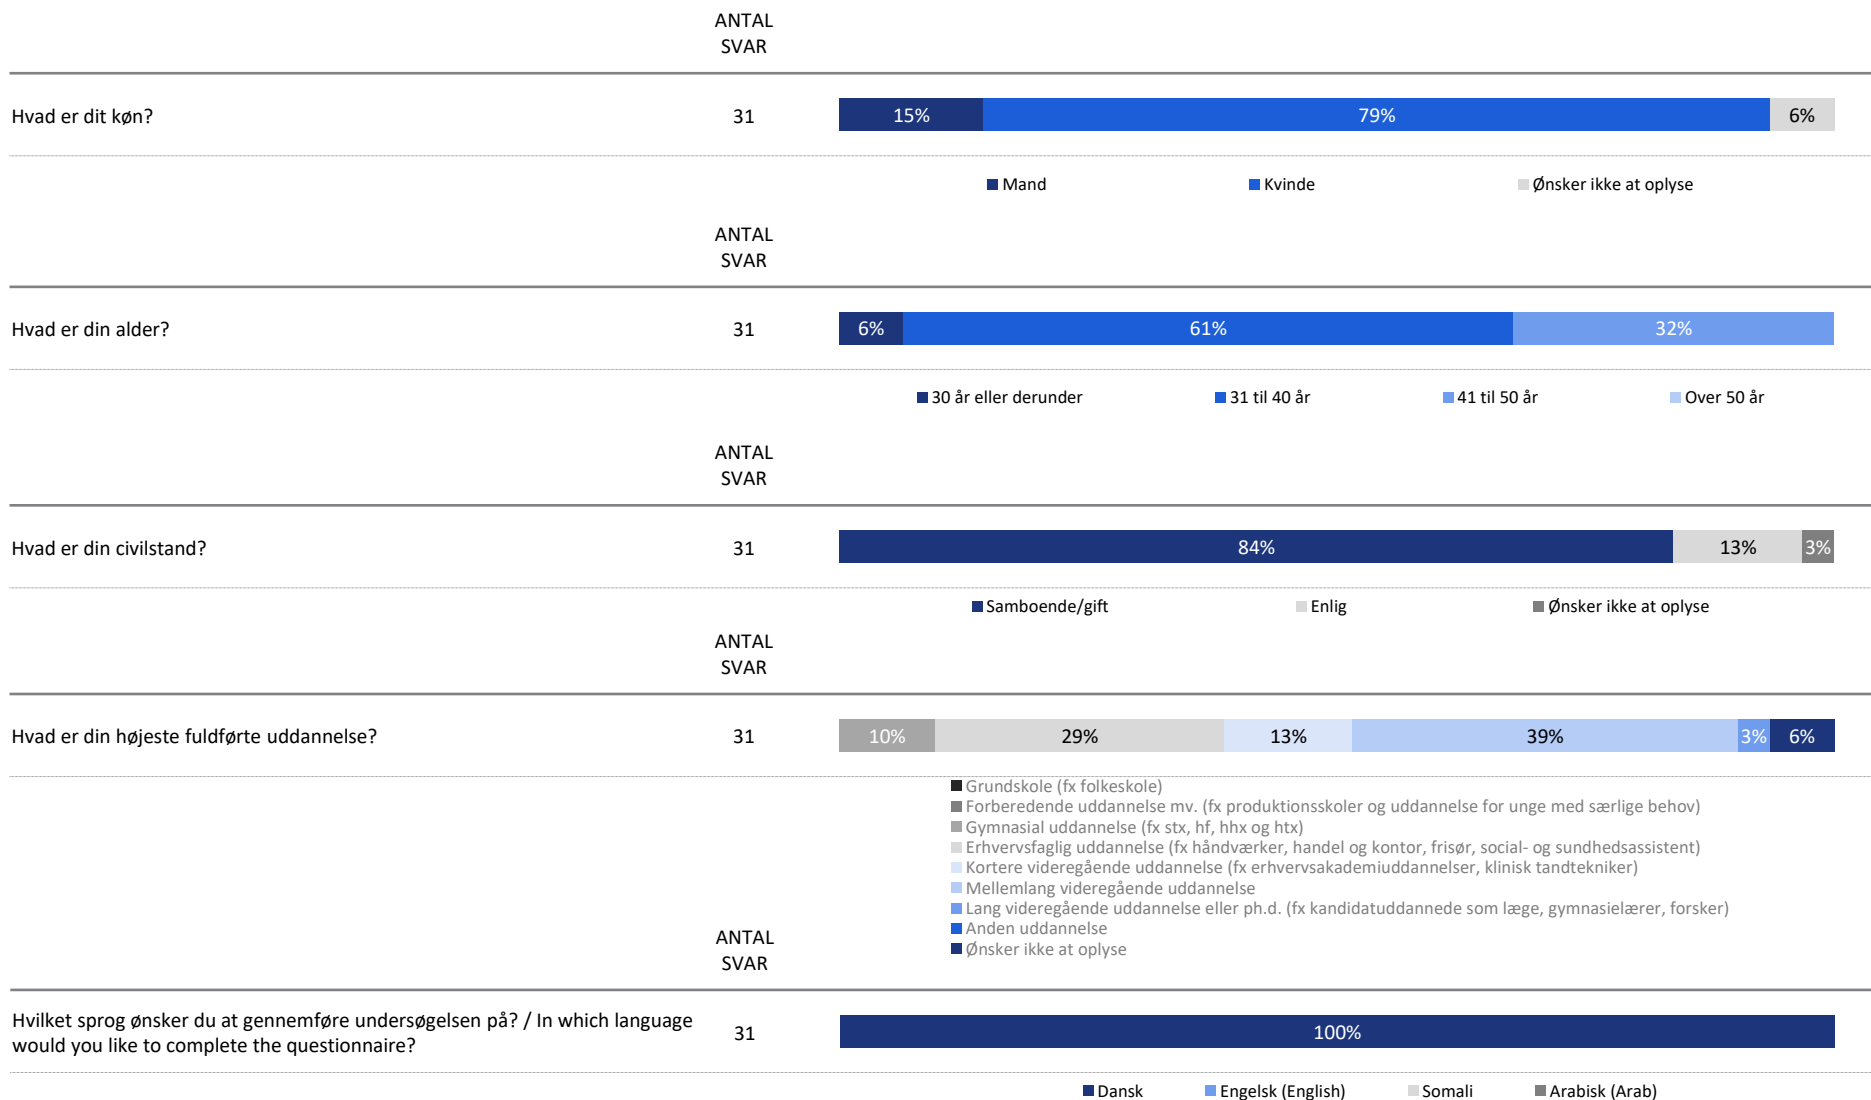 ANTAL
SVAR
Hvad er dit køn?
31
15%
79%
6%
Mand
Kvinde
Ønsker ikke at oplyse
ANTAL
SVAR
Hvad er din alder?
31
6%
61%
32%
30 år eller derunder
31 til 40 år
41 til 50 år
Over 50 år
ANTAL
SVAR
Hvad er din civilstand?
31
84%
13%
3%
Samboende/gift
Enlig
Ønsker ikke at oplyse
ANTAL
SVAR
Hvad er din højeste fuldførte uddannelse?
31
10%
29%
13%
39%
3%
6%
Grundskole (fx folkeskole)
Forberedende uddannelse mv. (fx produktionsskoler og uddannelse for unge med særlige behov)
Gymnasial uddannelse (fx stx, hf, hhx og htx)
Erhvervsfaglig uddannelse (fx håndværker, handel og kontor, frisør, social- og sundhedsassistent)
Kortere videregående uddannelse (fx erhvervsakademiuddannelser, klinisk tandtekniker)
Mellemlang videregående uddannelse
Lang videregående uddannelse eller ph.d. (fx kandidatuddannede som læge, gymnasielærer, forsker)
Anden uddannelse
Ønsker ikke at oplyse
ANTAL
SVAR
Hvilket sprog ønsker du at gennemføre undersøgelsen på? / In which language
would you like to complete the questionnaire?
31
100%
Dansk
Engelsk (English)
Somali
Arabisk (Arab)